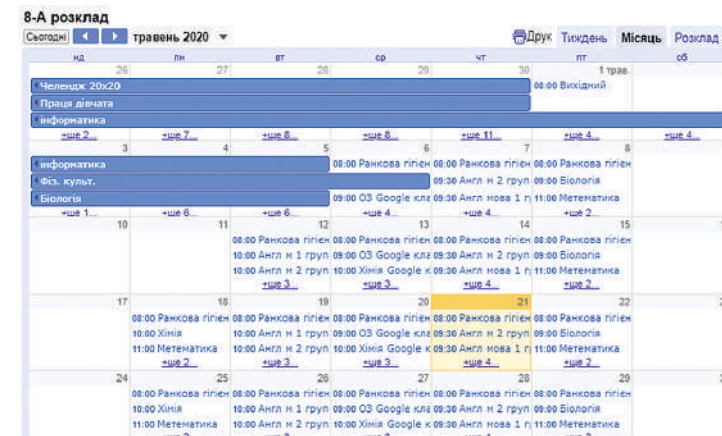 8-А розклад
Сьогодні травень 2020 Друк Тиждень Місяць Розклад
нд пн вт ср чт пт сб
26 27 28 29 30 1 трав.
Челендж 20х20 08:00 Вихідний
Праця дівчата
інформатика
+ще 2... +ще 7... +ще 8... +ще 8... +ще 11... +ще 4... +ще 4...
3 4 5 6 7 8
інформатика 08:00 Ранкова гігієн 08:00 Ранкова гігієн 08:00 Ранкова гігієн
Фіз. культ. 09:30 Англ м 2 груп 09:00 Біологія
Біологія 09:00 ОЗ Google кла 09:30 Англ мова 1 г 11:00 Метематика
+ще 1... +ще 6... +ще 6... +ще 4... +ще 4... +ще 2...
10 11 12 13 14 15
08:00 Ранкова гігієн 08:00 Ранкова гігієн 08:00 Ранкова гігієн 08:00 Ранкова гігієн
10:00 Англ м 1 груп 09:00 ОЗ Google кла 09:30 Англ м 2 груп 09:00 Біологія
10:00 Англ м 2 груп 10:00 Хімія Google к 09:30 Англ мова 1 г 11:00 Метематика
+ще 3... +ще 3... +ще 4... +ще 2...
17 18 19 20 21 22
08:00 Ранкова гігієн 08:00 Ранкова гігієн 08:00 Ранкова гігієн 08:00 Ранкова гігієн 08:00 Ранкова гігієн
10:00 Хімія 10:00 Англ м 1 груп 09:00 ОЗ Google кла 09:30 Англ м 2 груп 09:00 Біологія
11:00 Метематика 10:00 Англ м 2 груп 10:00 Хімія Google к 09:30 Англ мова 1 г 11:00 Метематика
+ще 2... +ще 3... +ще 3... +ще 4... +ще 2...
24 25 26 27 28 29
08:00 Ранкова гігієн 08:00 Ранкова гігієн 08:00 Ранкова гігієн 08:00 Ранкова гігієн 08:00 Ранкова гігієн
10:00 Хімія 10:00 Англ м 1 груп 09:00 ОЗ Google кла 09:30 Англ м 2 груп 09:00 Біологія
11:00 Метематика 10:00 Англ м 2 груп 10:00 Хімія Google к 09:30 Англ мова 1 г 11:00 Метематика